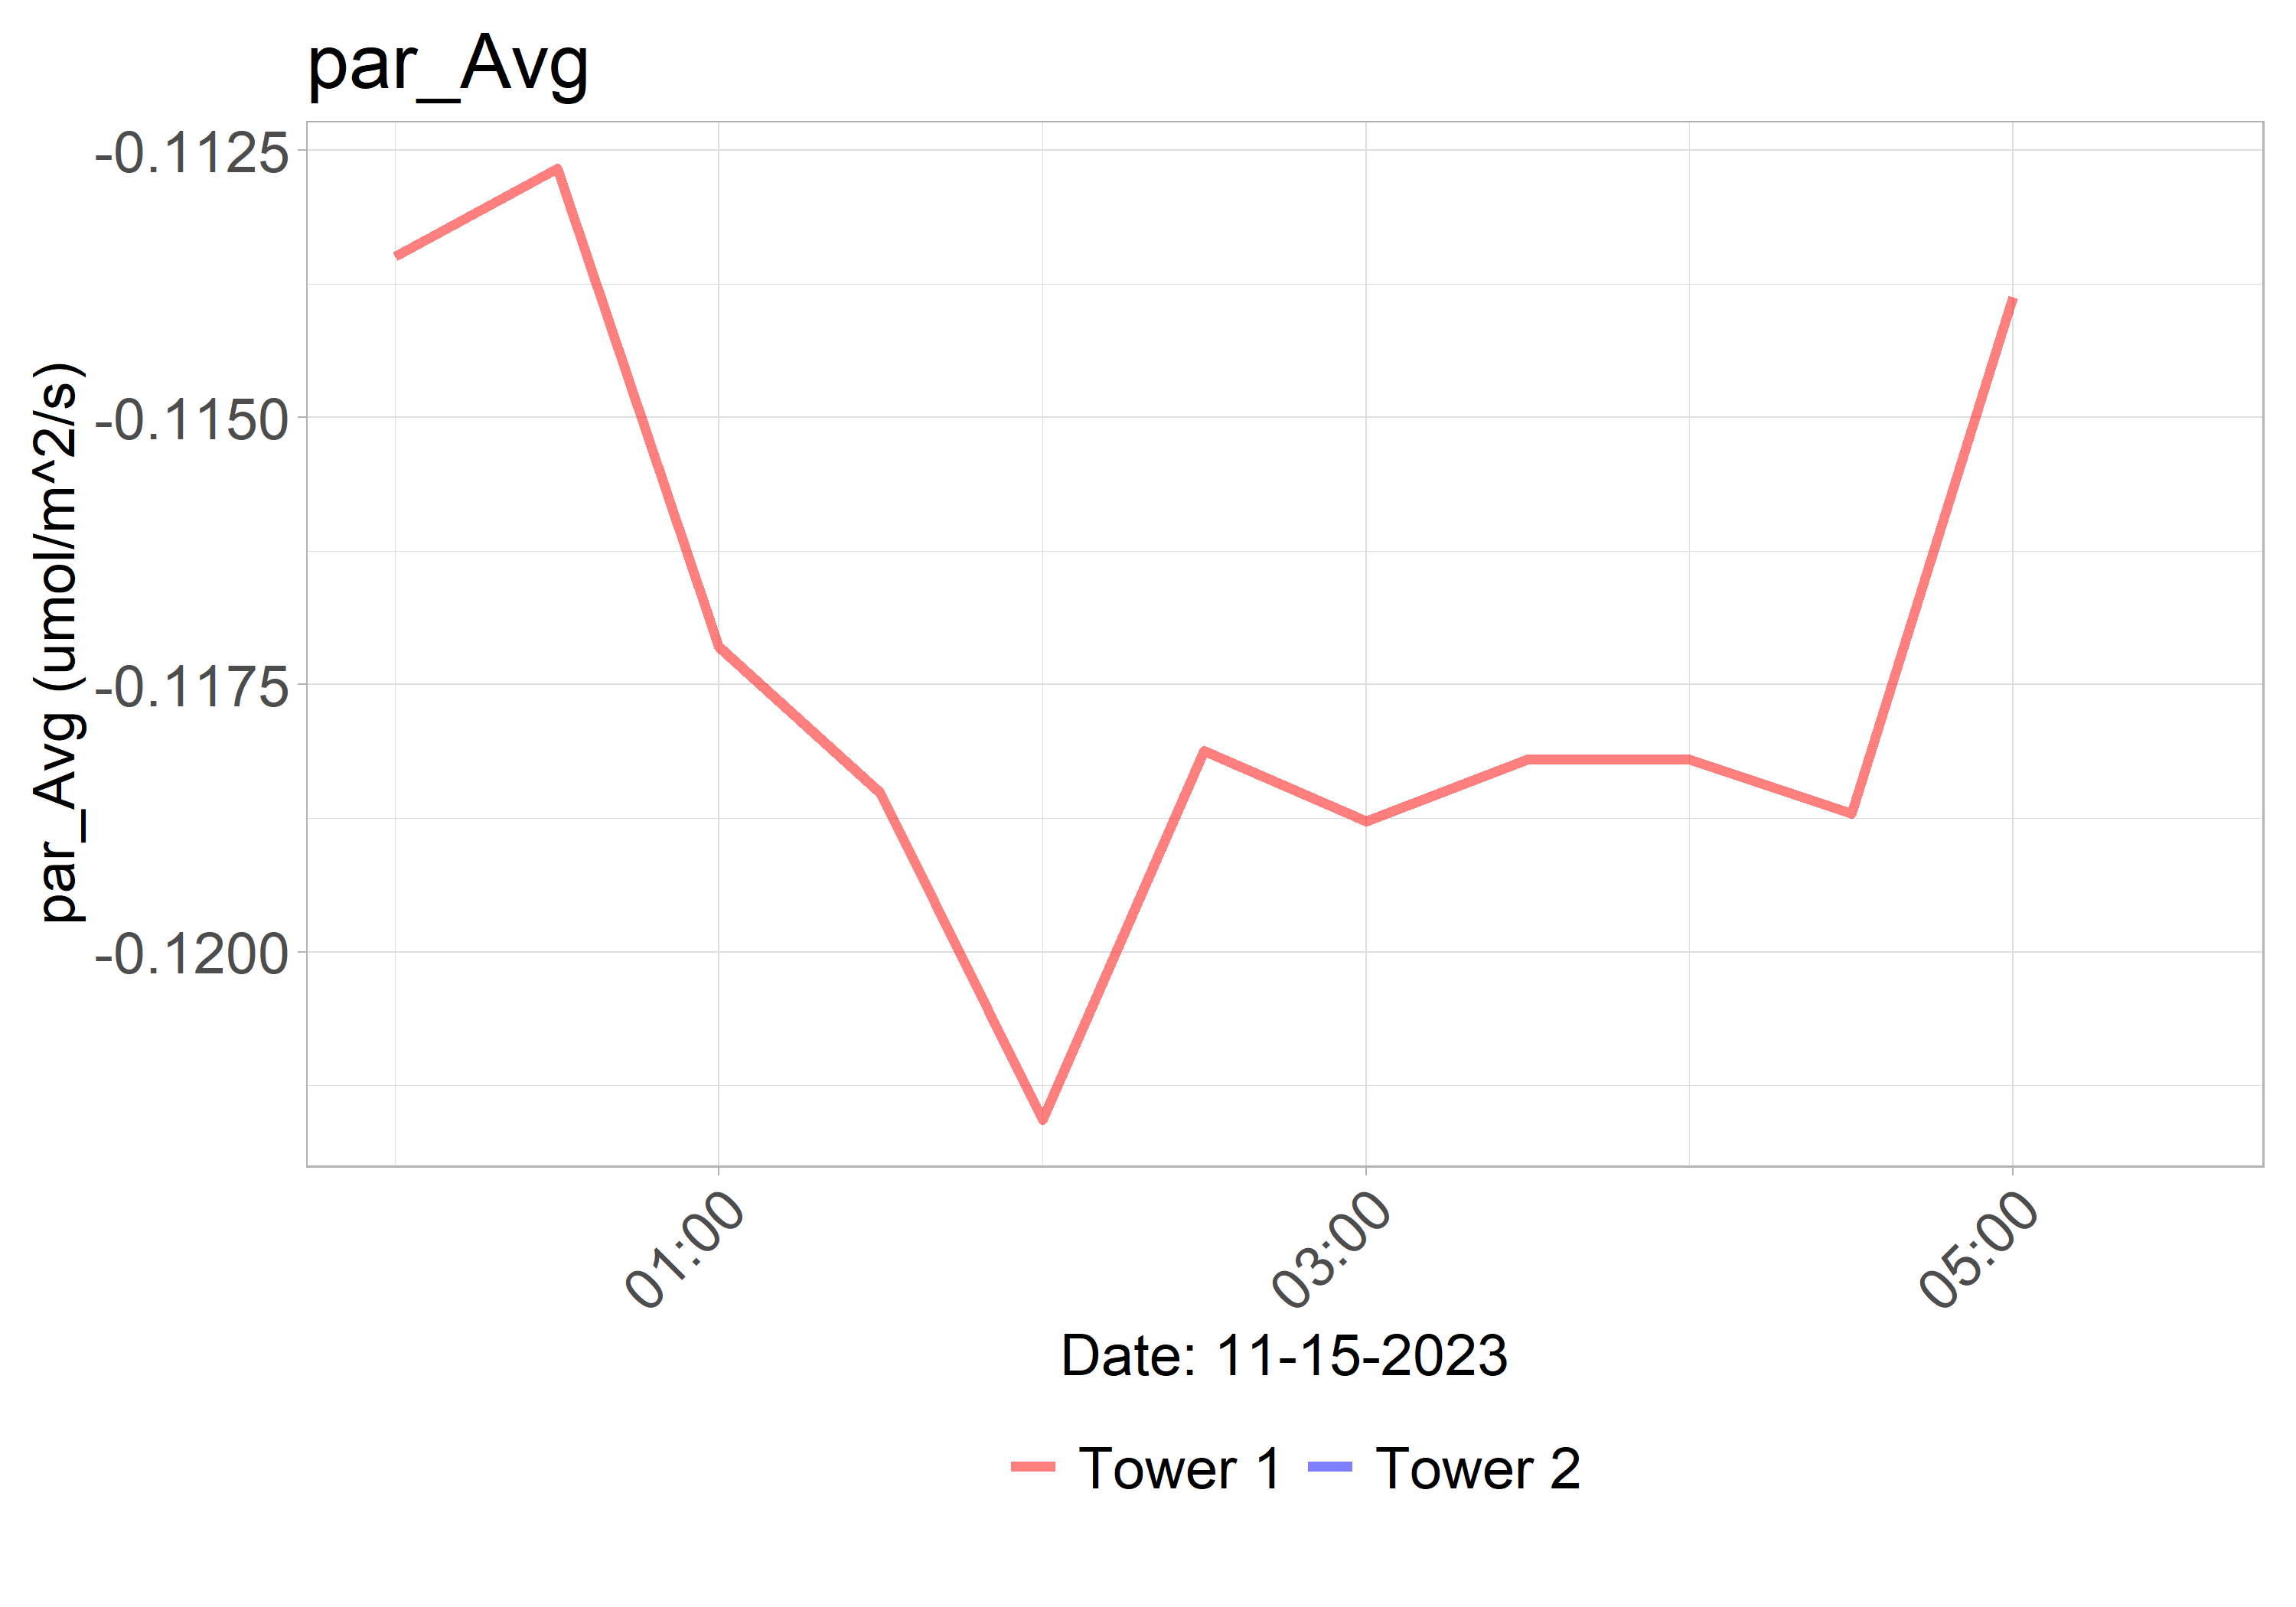 par_Avg
-0.1125
-0.1150
-0.1175
-0.1200
par_Avg (umol/m^2/s)
01:00 03:00 05:00
Date: 11-15-2023
Tower 1 Tower 2